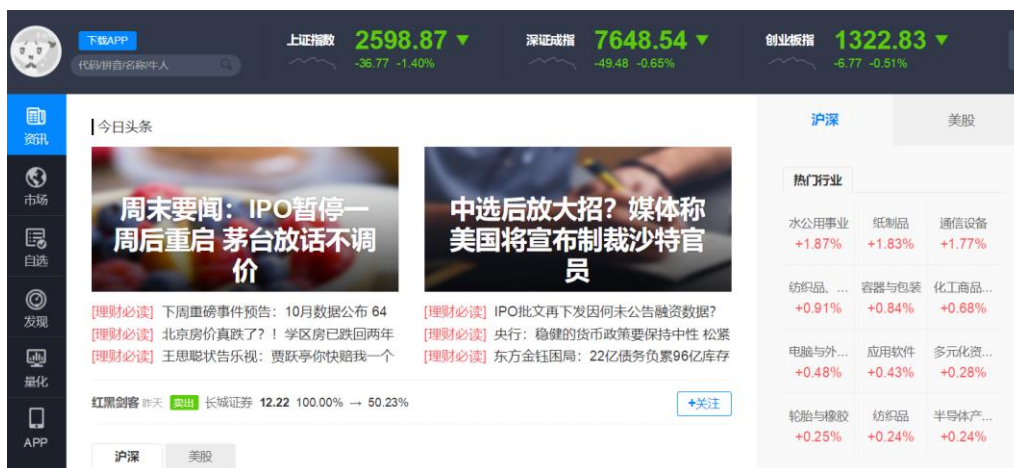 下载APP
代码/拼音/名称/牛人
上证指数 2598.87 ▼
-36.77 -1.40%
深证成指 7648.54 ▼
-49.48 -0.65%
创业板指 1322.83 ▼
-6.77 -0.51%
资讯
市场
自选
发现
量化
APP
今日头条
周末要闻：IPO暂停一
周后重启 茅台放话不调
价
中选后放大招？媒体称
美国将宣布制裁沙特官
员
[理财必读] 下周重磅事件预告：10月数据公布 64
[理财必读] 北京房价真跌了？！学区房已跌回两年
[理财必读] 王思聪状告乐视：贾跃亭你快赔我一个
[理财必读] IPO批文再下发因何未公告融资数据?
[理财必读] 央行：稳健的货币政策要保持中性 松紧
[理财必读] 东方金钰困局：22亿债务负累96亿库存
红黑剑客 昨天 卖出 长城证券 12.22 100.00% → 50.23%
+关注
沪深 美股
沪深 美股
热门行业
水公用事业 纸制品 通信设备
+1.87% +1.83% +1.77%
纺织品、... 容器与包装 化工商品...
+0.91% +0.84% +0.68%
电脑与外... 应用软件 多元化资...
+0.48% +0.43% +0.28%
轮胎与橡胶 纺织品 半导体产...
+0.25% +0.24% +0.24%